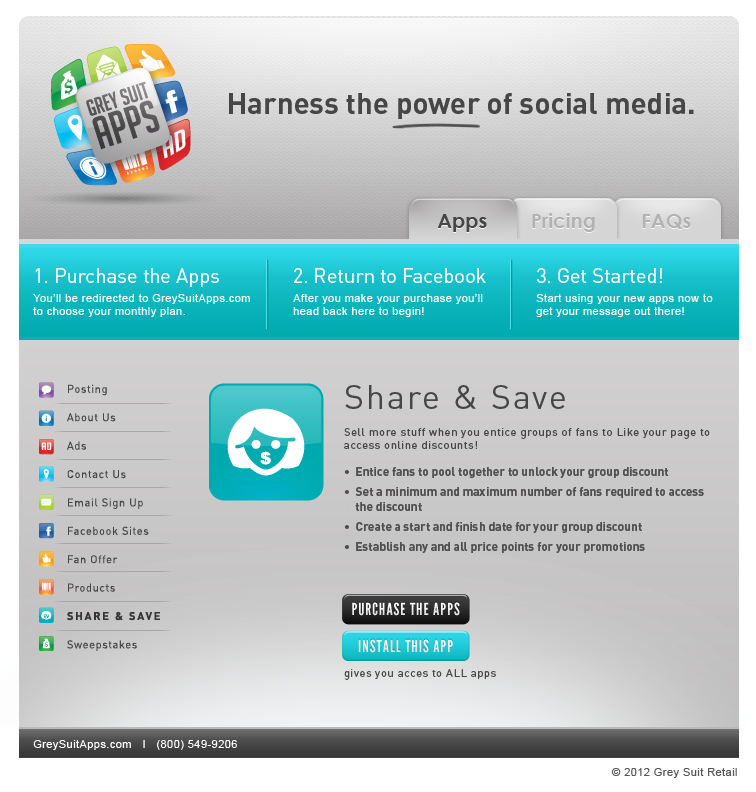 GREY SUIT
APPS
AD
Harness the power of social media.
Apps
Pricing
FAQs
1. Purchase the Apps
You'll be redirected to GreySuitApps.com
to choose your monthly plan.
2. Return to Facebook
After you make your purchase you'll
head back here to begin!
3. Get Started!
Start using your new apps now to
get your message out there!
Posting
About Us
AD
Ads
Contact Us
Email Sign Up
Facebook Sites
Fan Offer
Products
SHARE & SAVE
Sweepstakes
$
Share & Save
Sell more stuff when you entice groups of fans to Like your page to
access online discounts!
• Entice fans to pool together to unlock your group discount
• Set a minimum and maximum number of fans required to access
the discount
• Create a start and finish date for your group discount
• Establish any and all price points for your promotions
PURCHASE THE APPS
INSTALL THIS APP
gives you acces to ALL apps
GreySuitApps.com I (800) 549-9206
© 2012 Grey Suit Retail